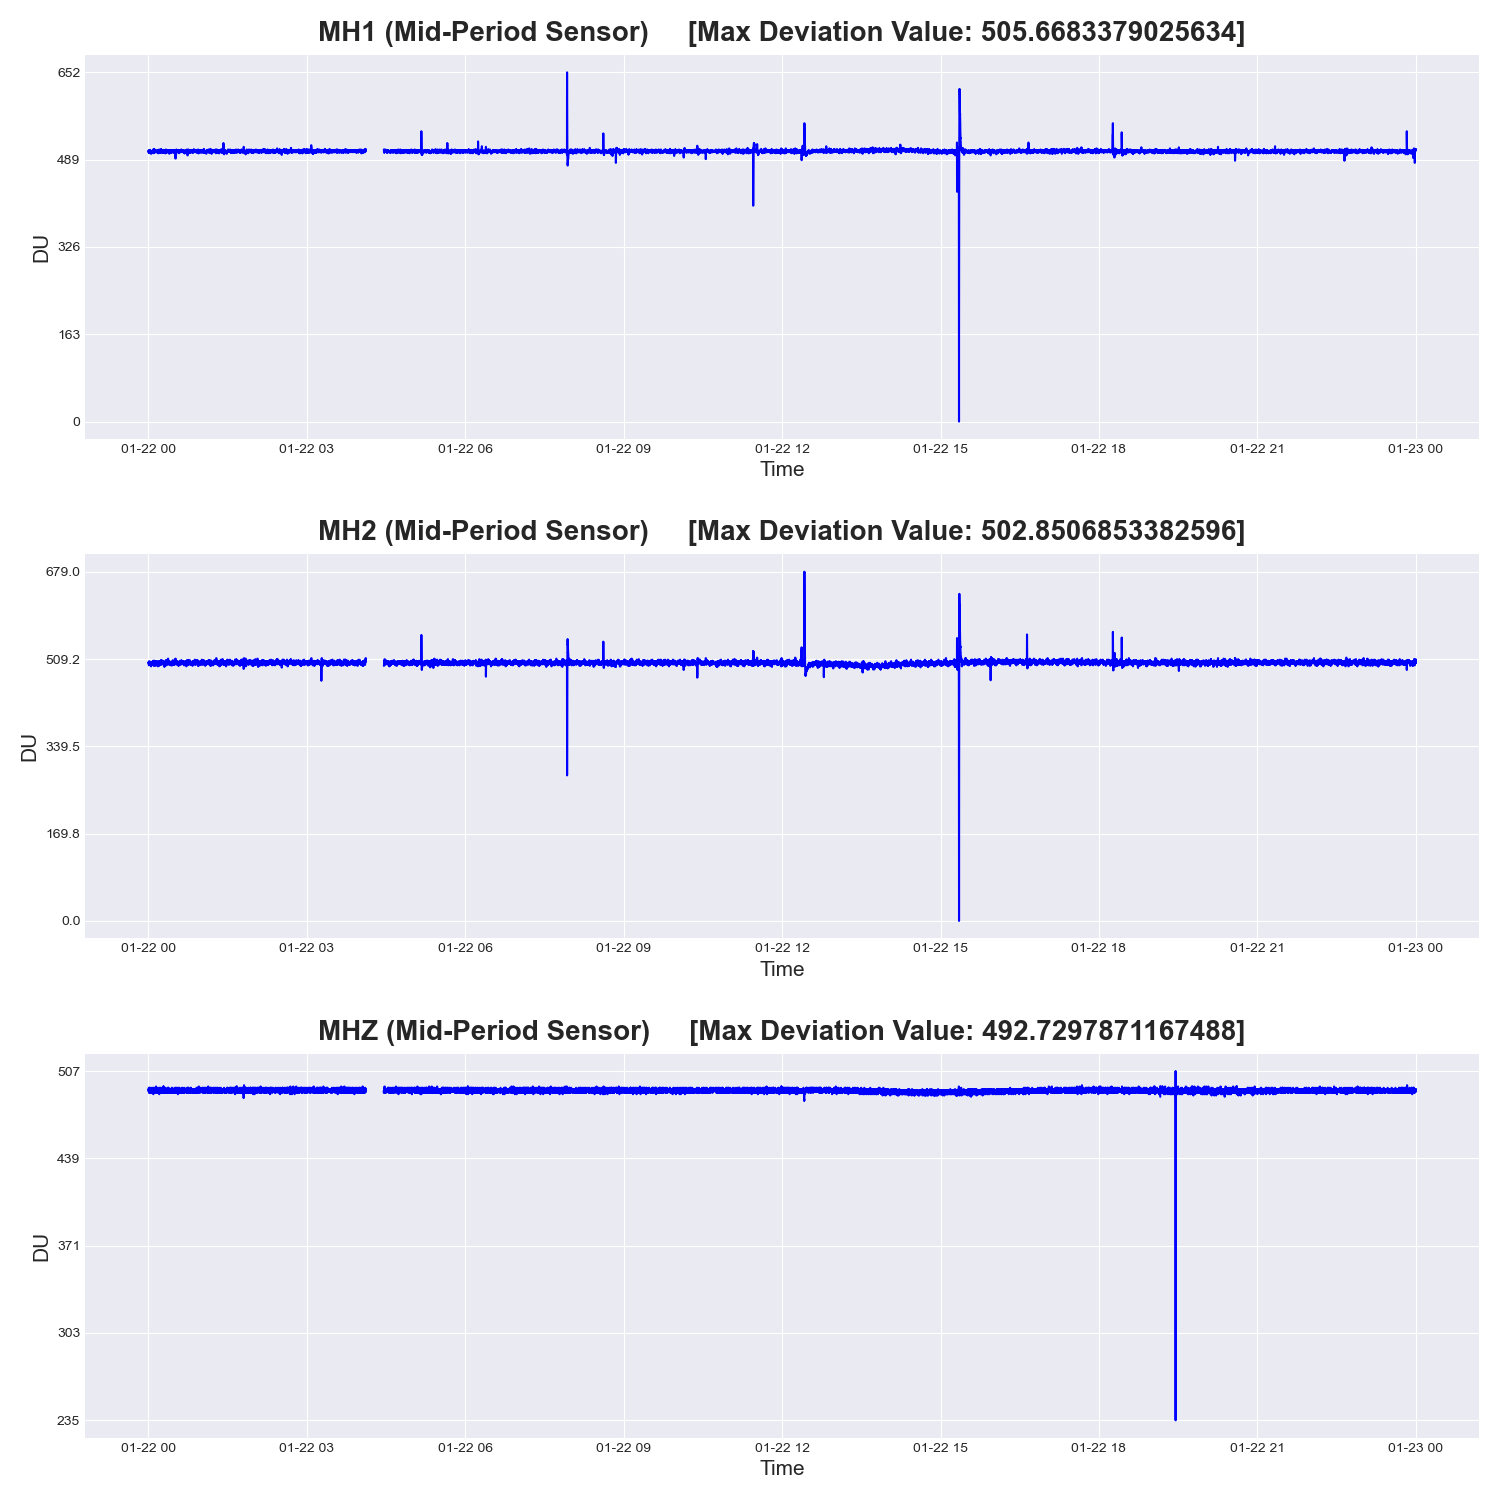 MH1 (Mid-Period Sensor) [Max Deviation Value: 505.6683379025634]
652
489
326
163
0
DU
01-22 00 01-22 03 01-22 06 01-22 09 01-22 12 01-22 15 01-22 18 01-22 21 01-23 00
Time
MH2 (Mid-Period Sensor) [Max Deviation Value: 502.8506853382596]
679.0
509.2
339.5
169.8
0.0
DU
01-22 00 01-22 03 01-22 06 01-22 09 01-22 12 01-22 15 01-22 18 01-22 21 01-23 00
Time
MHZ (Mid-Period Sensor) [Max Deviation Value: 492.7297871167488]
507
439
371
303
235
DU
01-22 00 01-22 03 01-22 06 01-22 09 01-22 12 01-22 15 01-22 18 01-22 21 01-23 00
Time